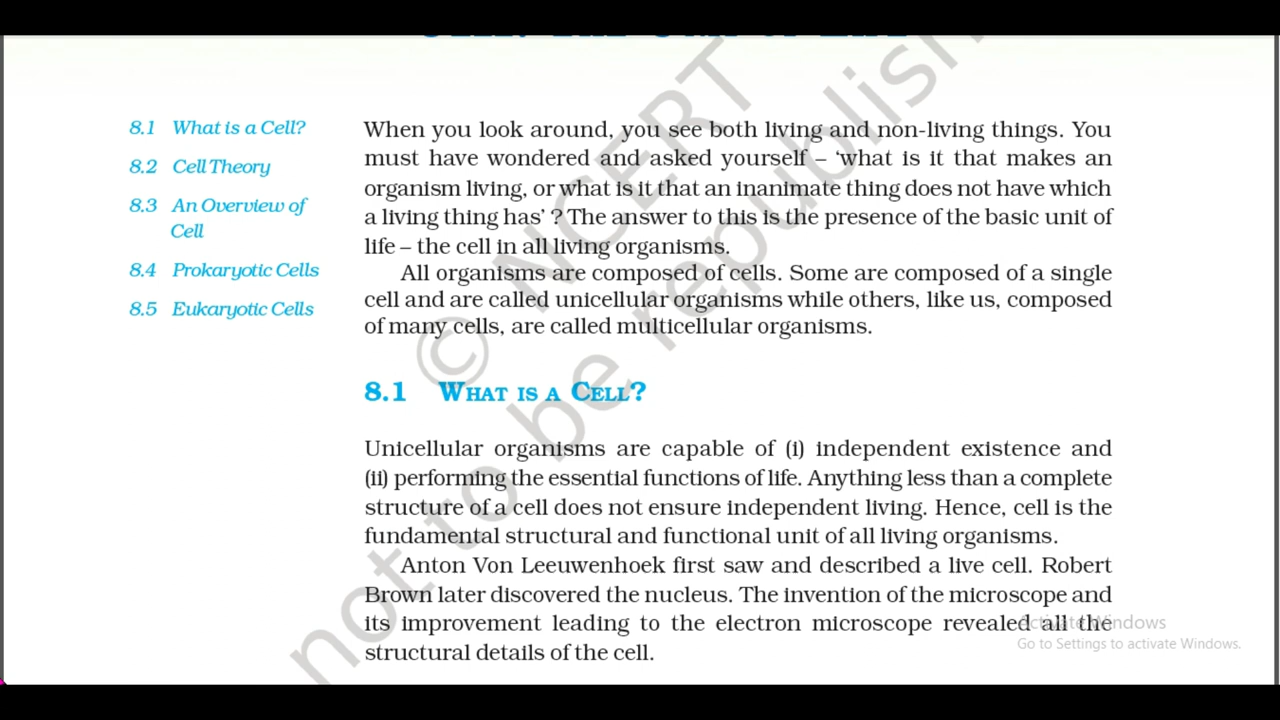 8.1 What is a Cell?
8.2 Cell Theory
8.3 An Overview of
Cell
8.4 Prokaryotic Cells
8.5 Eukaryotic Cells
When you look around, you see both living and non-living things. You
must have wondered and asked yourself – ‘what is it that makes an
organism living, or what is it that an inanimate thing does not have which
a living thing has’ ? The answer to this is the presence of the basic unit of
life – the cell in all living organisms.
All organisms are composed of cells. Some are composed of a single
cell and are called unicellular organisms while others, like us, composed
of many cells, are called multicellular organisms.
8.1 WHAT IS A CELL?
Unicellular organisms are capable of (i) independent existence and
(ii) performing the essential functions of life. Anything less than a complete
structure of a cell does not ensure independent living. Hence, cell is the
fundamental structural and functional unit of all living organisms.
Anton Von Leeuwenhoek first saw and described a live cell. Robert
Brown later discovered the nucleus. The invention of the microscope and
its improvement leading to the electron microscope revealed all the
structural details of the cell.
© NCERT
not to be republish
Activate Windows
Go to Settings to activate Windows.